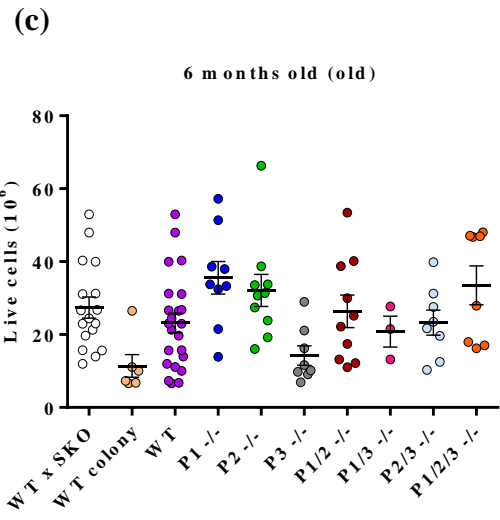 (c)
6 months old (old)
Live cells (10⁶)
80
60
40
20
0
WT x SKO
WT colony
WT
P1 -/-
P2 -/-
P3 -/-
P1/2 -/-
P1/3 -/-
P2/3 -/-
P1/2/3 -/-